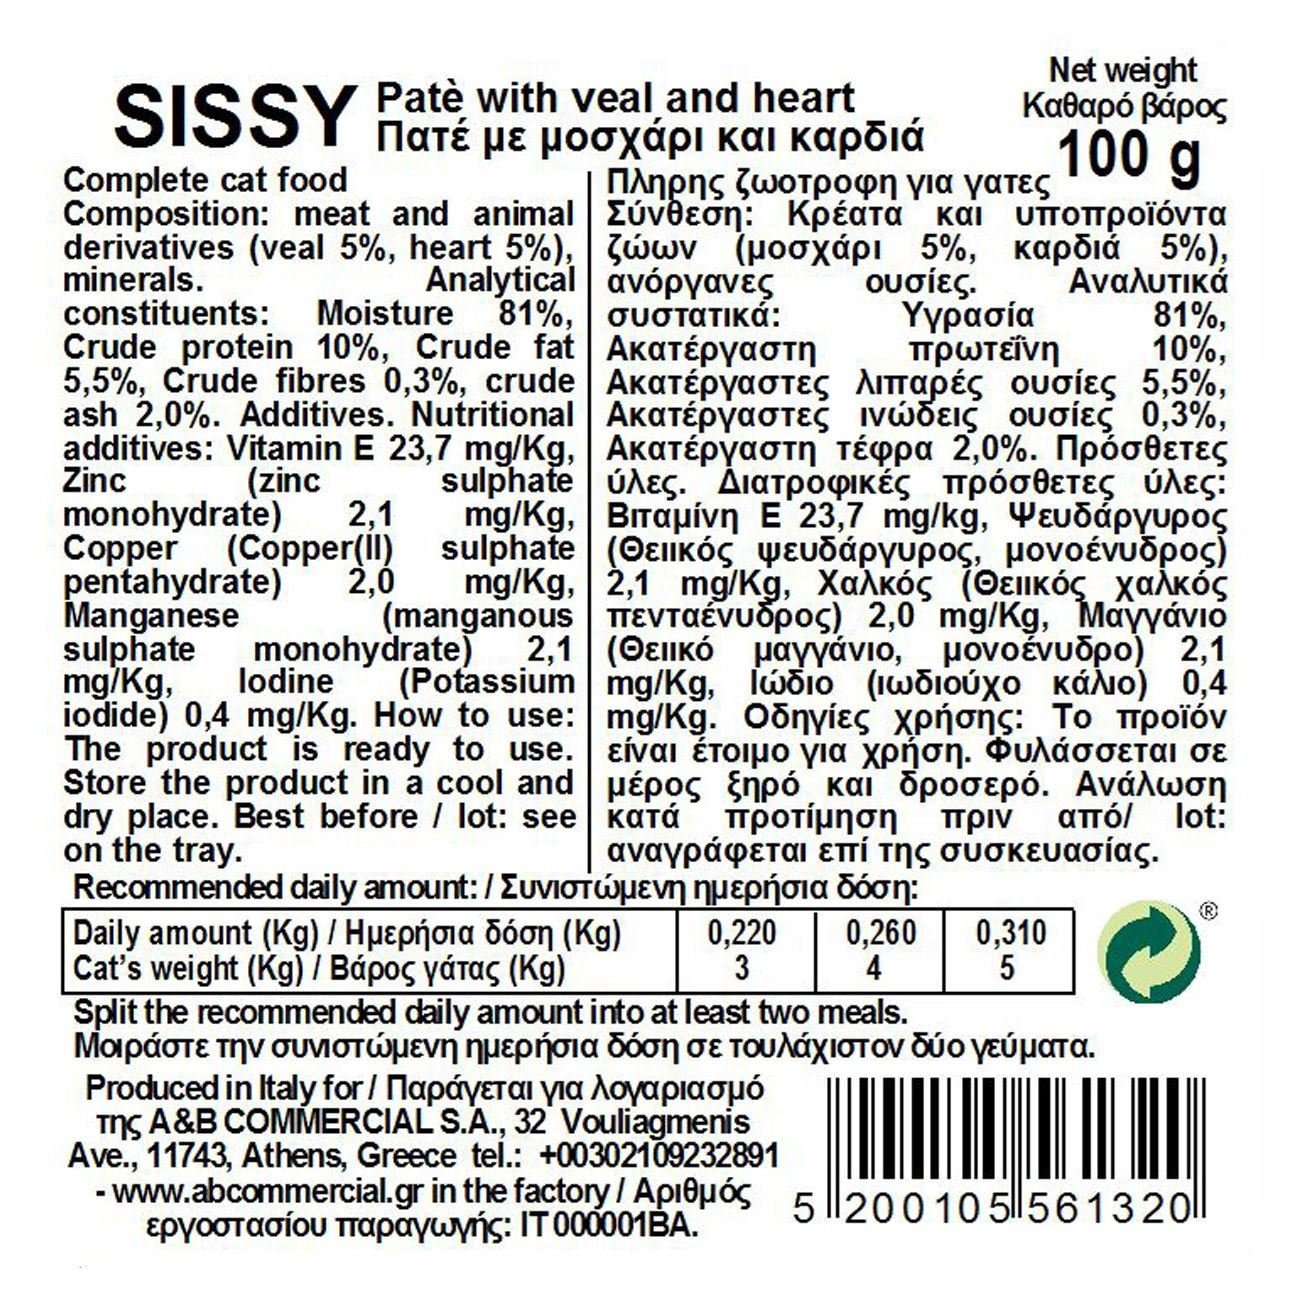 SISSY
Patè with veal and heart
Πατέ με μοσχάρι και καρδιά
Net weight
Καθαρό βάρος
100 g
Complete cat food
Composition: meat and animal
derivatives (veal 5%, heart 5%),
minerals. Analytical
constituents: Moisture 81%,
Crude protein 10%, Crude fat
5,5%, Crude fibres 0,3%, crude
ash 2,0%. Additives. Nutritional
additives: Vitamin E 23,7 mg/Kg,
Zinc (zinc sulphate
monohydrate) 2,1 mg/Kg,
Copper (Copper(II) sulphate
pentahydrate) 2,0 mg/Kg,
Manganese (manganous
sulphate monohydrate) 2,1
mg/Kg, Iodine (Potassium
iodide) 0,4 mg/Kg. How to use:
The product is ready to use.
Store the product in a cool and
dry place. Best before / lot: see
on the tray.
Πληρης ζωοτροφη για γατες
Σύνθεση: Κρέατα και υποπροϊόντα
ζώων (μοσχάρι 5%, καρδιά 5%),
ανόργανες ουσίες. Αναλυτικά
συστατικά: Υγρασία 81%,
Ακατέργαστη πρωτεΐνη 10%,
Ακατέργαστες λιπαρές ουσίες 5,5%,
Ακατέργαστες ινώδεις ουσίες 0,3%,
Ακατέργαστη τέφρα 2,0%. Πρόσθετες
ύλες. Διατροφικές πρόσθετες ύλες:
Βιταμίνη Ε 23,7 mg/kg, Ψευδάργυρος
(Θειικός ψευδάργυρος, μονοένυδρος)
2,1 mg/Kg, Χαλκός (Θειικός χαλκός
πενταένυδρος) 2,0 mg/Kg, Μαγγάνιο
(Θειικό μαγγάνιο, μονοένυδρο) 2,1
mg/Kg, Ιώδιο (ιωδιούχο κάλιο) 0,4
mg/Kg. Οδηγίες χρήσης: Το προϊόν
είναι έτοιμο για χρήση. Φυλάσσεται σε
μέρος ξηρό και δροσερό. Ανάλωση
κατά προτίμηση πριν από/ lot:
αναγράφεται επί της συσκευασίας.
Recommended daily amount: / Συνιστώμενη ημερήσια δόση:
Daily amount (Kg) / Ημερήσια δόση (Kg) 0,220 0,260 0,310
Cat's weight (Kg) / Βάρος γάτας (Kg) 3 4 5
®
Split the recommended daily amount into at least two meals.
Μοιράστε την συνιστώμενη ημερήσια δόση σε τουλάχιστον δύο γεύματα.
Produced in Italy for / Παράγεται για λογαριασμό
της A&B COMMERCIAL S.A., 32 Vouliagmenis
Ave., 11743, Athens, Greece tel.: +00302109232891
- www.abcommercial.gr in the factory / Αριθμός
εργοστασίου παραγωγής: IT 000001BA.
5 200105 561320